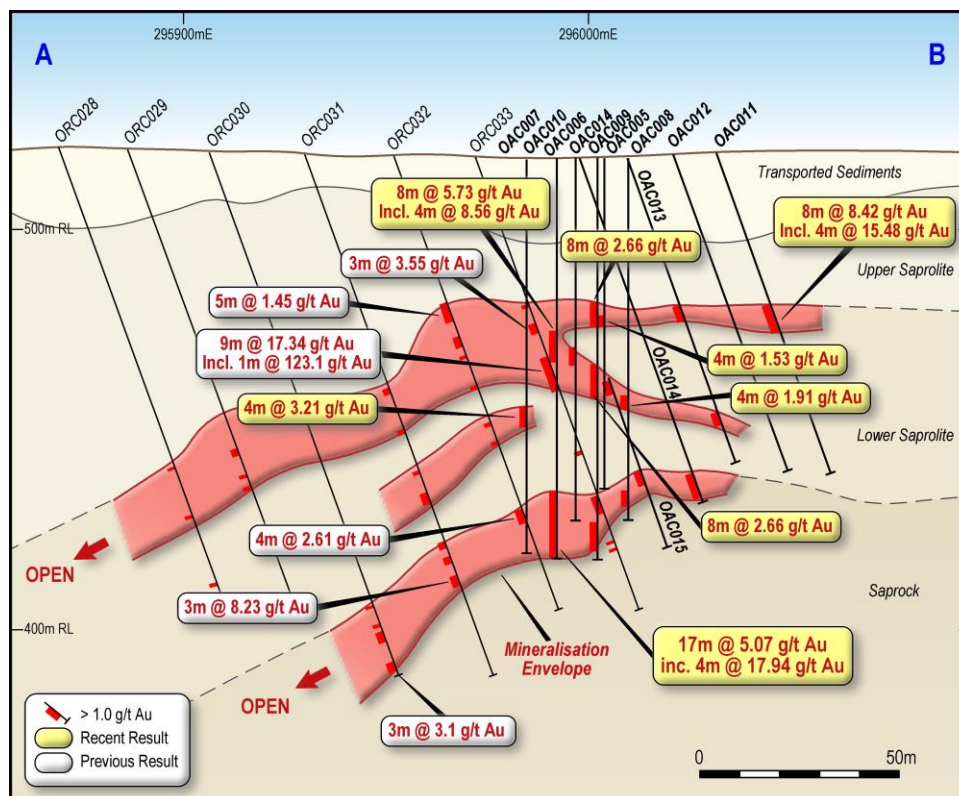 295900mE
296000mE
A
B
ORC028
ORC029
ORC030
ORC031
ORC032
ORC033
OAC007
OAC010
OAC006
OAC014
OAC009
OAC005
OAC008
OAC012
OAC011
OAC013
Transported Sediments
8m @ 5.73 g/t Au
Incl. 4m @ 8.56 g/t Au
8m @ 8.42 g/t Au
Incl. 4m @ 15.48 g/t Au
500m RL
8m @ 2.66 g/t Au
3m @ 3.55 g/t Au
Upper Saprolite
5m @ 1.45 g/t Au
9m @ 17.34 g/t Au
Incl. 1m @ 123.1 g/t Au
4m @ 1.53 g/t Au
OAC014
4m @ 3.21 g/t Au
4m @ 1.91 g/t Au
Lower Saprolite
OAC015
8m @ 2.66 g/t Au
4m @ 2.61 g/t Au
OPEN
3m @ 8.23 g/t Au
Saprock
400m RL
Mineralisation
Envelope
17m @ 5.07 g/t Au
inc. 4m @ 17.94 g/t Au
OPEN
3m @ 3.1 g/t Au
> 1.0 g/t Au
Recent Result
Previous Result
0
50m